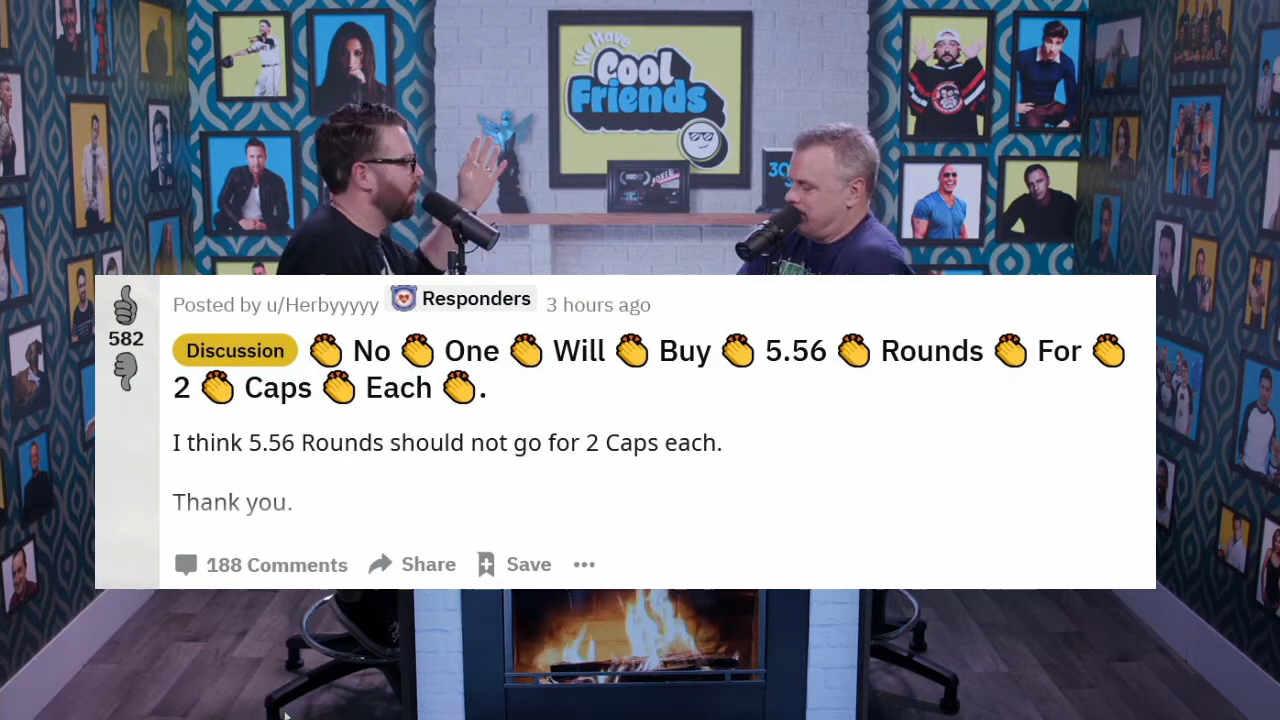 We Have
Cool
Friends
Posted by u/Herbyyyyy Responders 3 hours ago
582
Discussion 👏 No 👏 One 👏 Will 👏 Buy 👏 5.56 👏 Rounds 👏 For 👏
2 👏 Caps 👏 Each 👏.
I think 5.56 Rounds should not go for 2 Caps each.
Thank you.
188 Comments Share Save ...